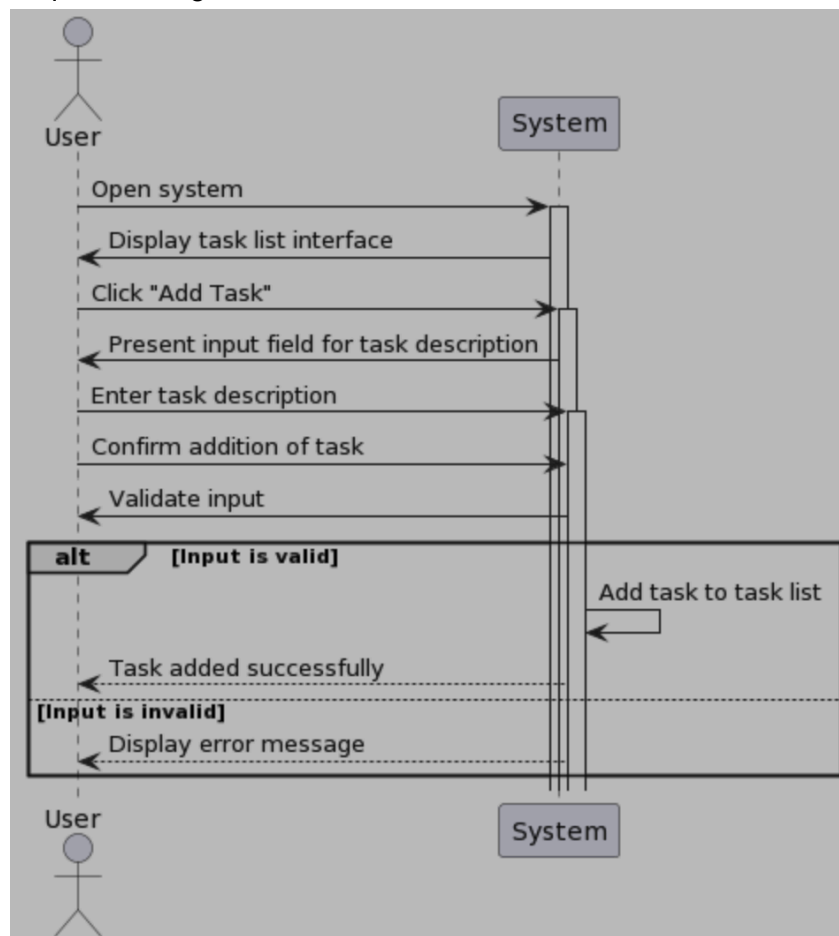 User
System
Open system
Display task list interface
Click "Add Task"
Present input field for task description
Enter task description
Confirm addition of task
Validate input
alt [Input is valid]
Add task to task list
Task added successfully
[Input is invalid]
Display error message
User
System